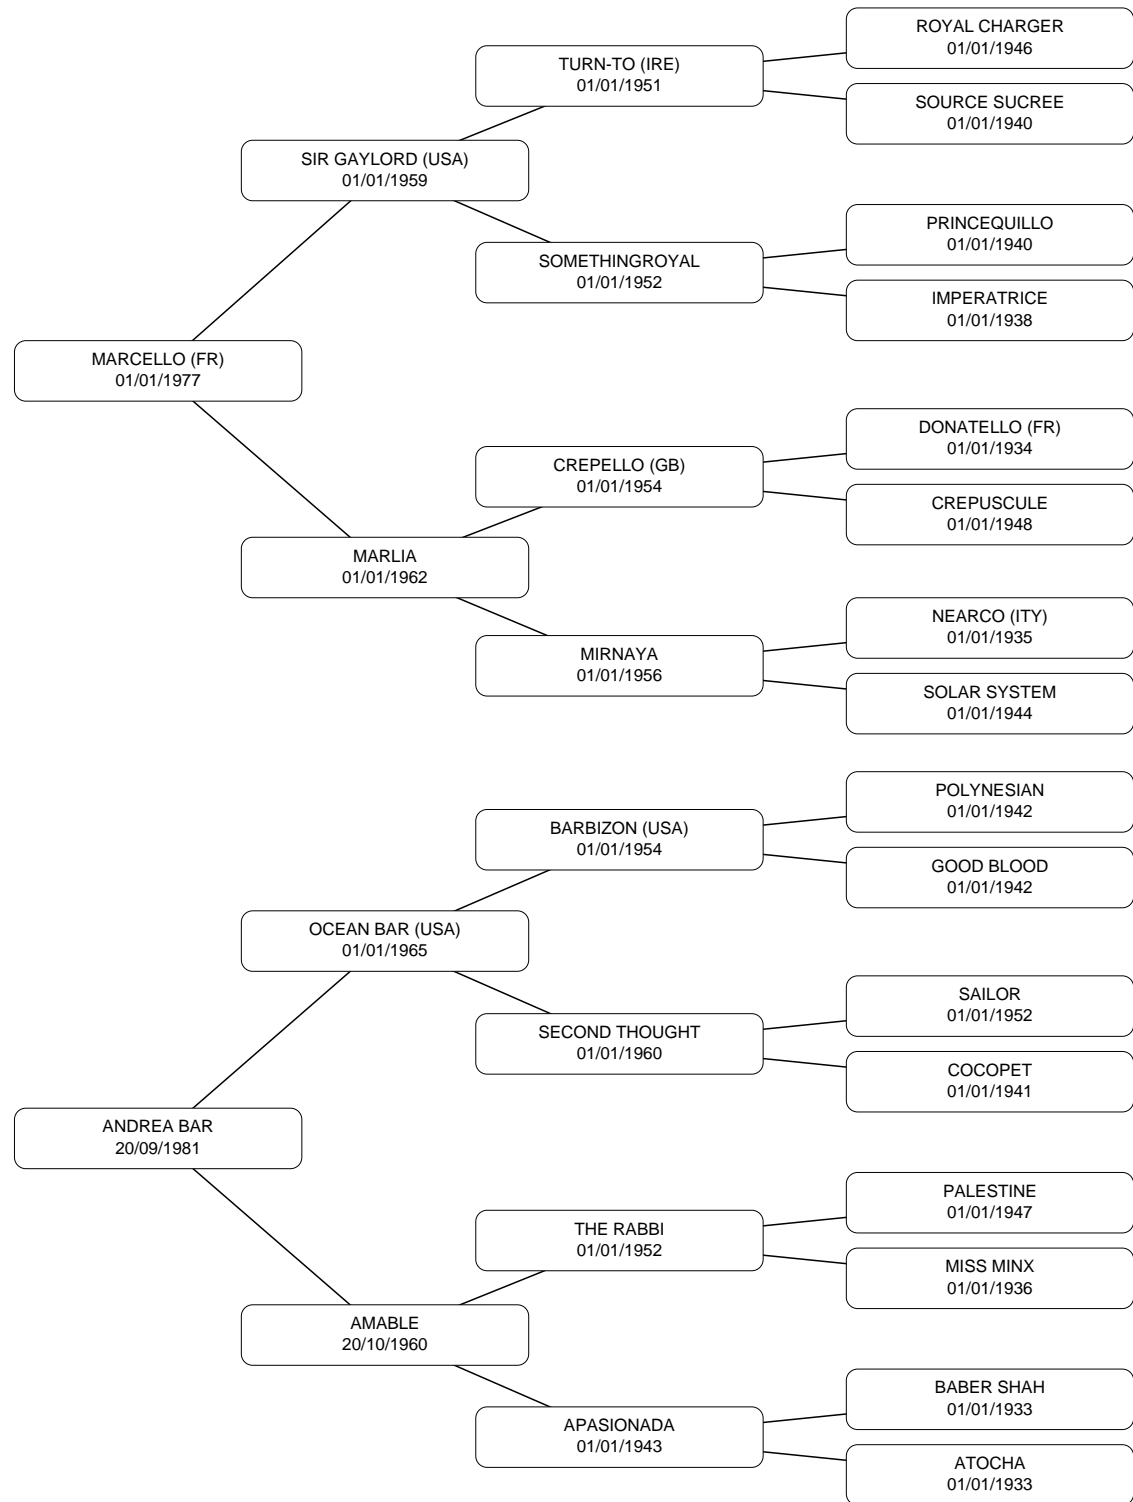 ROYAL CHARGER
01/01/1946
TURN-TO (IRE)
01/01/1951
SOURCE SUCREE
01/01/1940
SIR GAYLORD (USA)
01/01/1959
PRINCEQUILLO
01/01/1940
SOMETHINGROYAL
01/01/1952
IMPERATRICE
01/01/1938
MARCELLO (FR)
01/01/1977
DONATELLO (FR)
01/01/1934
CREPELLO (GB)
01/01/1954
CREPUSCULE
01/01/1948
MARLIA
01/01/1962
NEARCO (ITY)
01/01/1935
MIRNAYA
01/01/1956
SOLAR SYSTEM
01/01/1944
POLYNESIAN
01/01/1942
BARBIZON (USA)
01/01/1954
GOOD BLOOD
01/01/1942
OCEAN BAR (USA)
01/01/1965
SAILOR
01/01/1952
SECOND THOUGHT
01/01/1960
COCOPET
01/01/1941
ANDREA BAR
20/09/1981
PALESTINE
01/01/1947
THE RABBI
01/01/1952
MISS MINX
01/01/1936
AMABLE
20/10/1960
BABER SHAH
01/01/1933
APASIONADA
01/01/1943
ATOCHA
01/01/1933